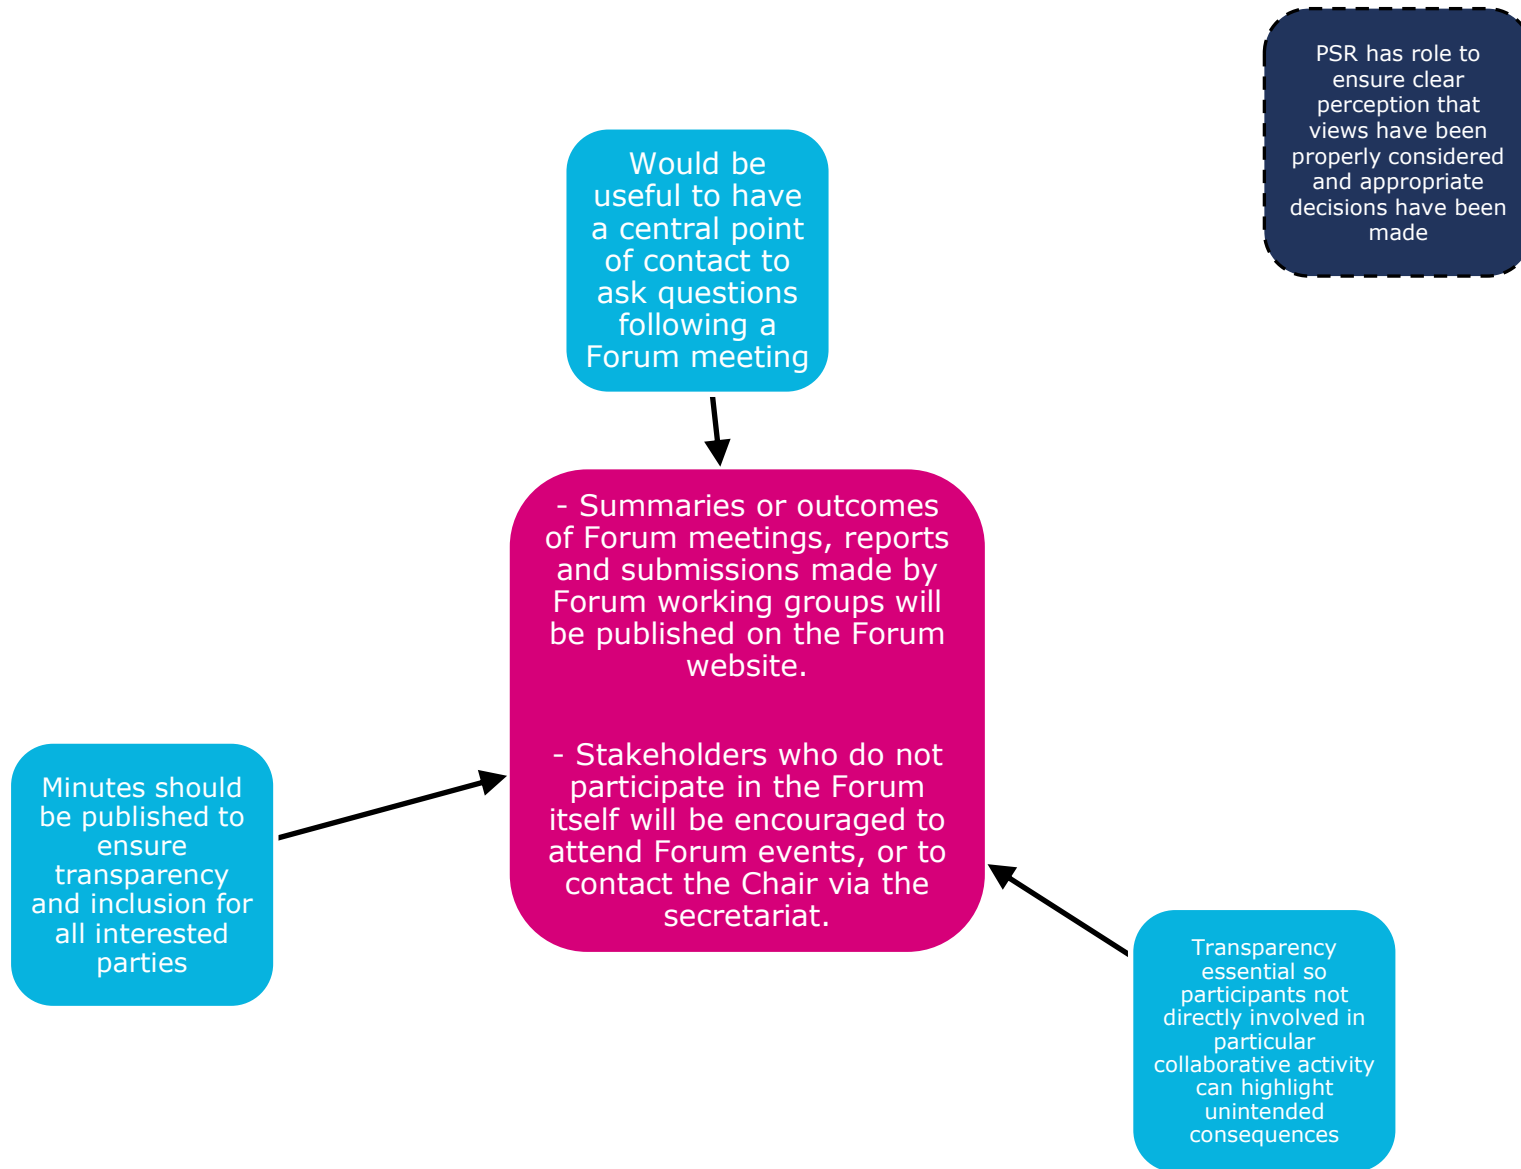 PSR has role to
ensure clear
perception that
views have been
properly considered
and appropriate
decisions have been
made
Would be
useful to have
a central point
of contact to
ask questions
following a
Forum meeting
- Summaries or outcomes
of Forum meetings, reports
and submissions made by
Forum working groups will
be published on the Forum
website.
- Stakeholders who do not
participate in the Forum
itself will be encouraged to
attend Forum events, or to
contact the Chair via the
secretariat.
Minutes should
be published to
ensure
transparency
and inclusion for
all interested
parties
Transparency
essential so
participants not
directly involved in
particular
collaborative activity
can highlight
unintended
consequences